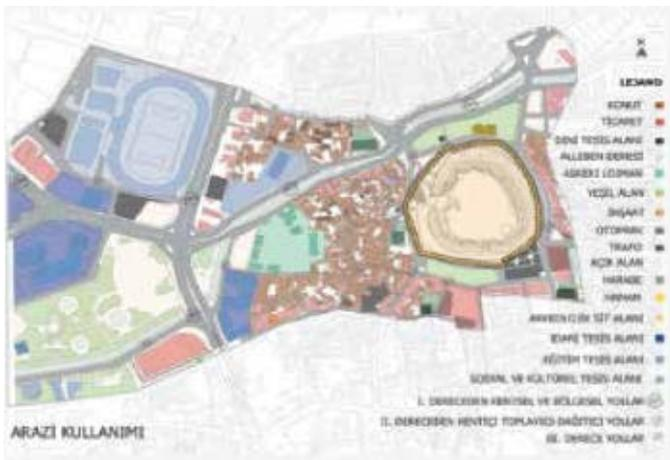 LEJAND
KONUT
TİCARET
DİNİ TESİS ALANI
ALLEBEN DERESİ
ASKERİ LOJMAN
YEŞİL ALAN
İNŞAAT
OTOPARK
TRAFO
AÇIK ALAN
HARABE
HAMAM
ARKEOLOJİK SİT ALANI
İDARİ TESİS ALANI
EĞİTİM TESİS ALANI
SOSYAL VE KÜLTÜREL TESİS ALANI
I. DERECEDEN KENTSEL VE BÖLGESEL YOLLAR
II. DERECEDEN KENTİÇİ TOPLAYICI-DAĞITICI YOLLAR
III. DERECE YOLLAR
ARAZİ KULLANIMI